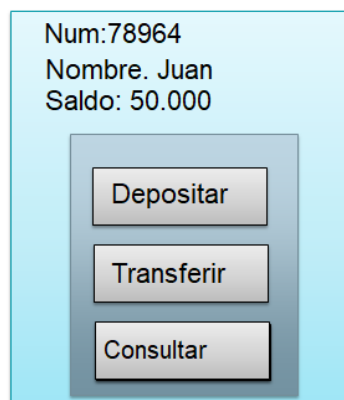 Num:78964
Nombre. Juan
Saldo: 50.000
Depositar
Transferir
Consultar